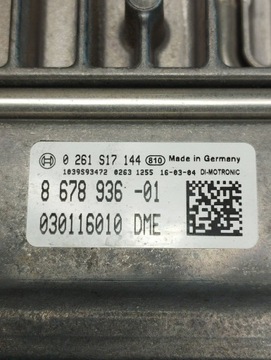 0 261 S17 144 810 Made in Germany
1039S93472 0263 1255 16-03-04 DI-MOTRONIC
8 678 936 -01
030116010 DME